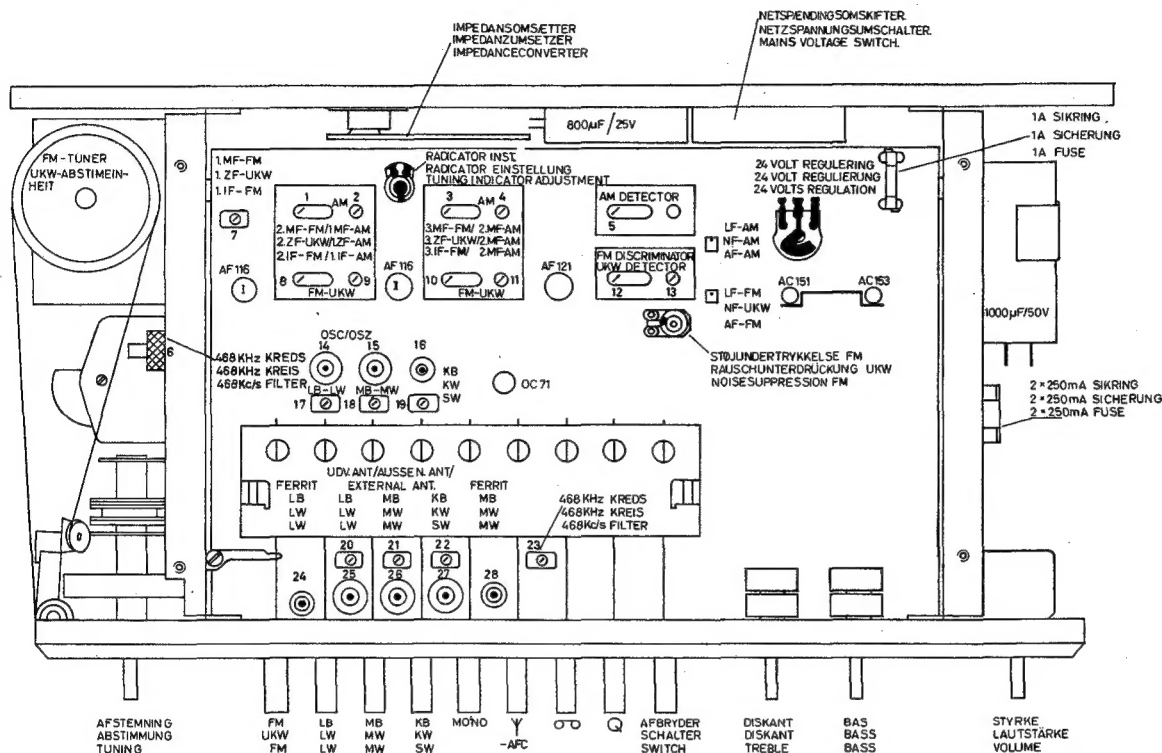 IMPEDANSOMSÆTTER
IMPEDANZUMSETZER
IMPEDANCECONVERTER
NETSPÆNDINGSOMSKIFTER.
NETZSPANNUNGSUMSCHALTER.
MAINS VOLTAGE SWITCH.
800µF/25V
1A SIKRING,
1A SICHERUNG
1A FUSE
FM-TUNER
UKW-ABSTIMEIN-
HEIT
1.MF-FM
1.ZF-UKW
1.IF-FM
7
RADICATOR INST.
RADICATOR EINSTELLUNG
TUNING INDICATOR ADJUSTMENT
24 VOLT REGULERING
24 VOLT REGULIERUNG
24 VOLTS REGULATION
1 AM 2
2.MF-FM/1MF-AM
2.ZF-UKW/1.ZF-AM
2.IF-FM/1.IF-AM
8 9
FM-UKW
3 AM 4
3.MF-FM/ 2.MF-AM
3.ZF-UKW/2.MF-AM
3.IF-FM/ 2.MF-AM
10 11
FM-UKW
AM DETECTOR
5
FM DISCRIMINATOR
UKW DETECTOR
12 13
LF-AM
NF-AM
AF-AM
LF-FM
NF-UKW
AF-FM
AF116
I
AF116
I
AF121
AC151
AC153
1000µF/50V
6
468KHz KREDS
468KHz KREIS
468Kc/s FILTER
OSC/OSZ
14 15 16
LB-LW MB-MW
KB
KW
SW
17 18 19
OC71
STØJUNDERTRYKKELSE FM
RAUSCHUNTERDRÜCKUNG UKW
NOISESUPPRESSION FM
2×250mA SIKRING
2×250mA SICHERUNG
2×250mA FUSE
UDV.ANT/AUSSEN.ANT/
FERRIT EXTERNAL ANT. FERRIT
LB LB MB KB MB
LW LW MW KW MW
LW LW MW SW MW
468KHz KREDS
468KHz KREIS
468Kc/s FILTER
20 21 22 23
24 25 26 27 28
AFSTEMNING
ABSTIMMUNG
TUNING
FM
UKW
FM
LB
LW
LW
MB
MW
MW
KB
KW
SW
MONO
-AFC
Q
AFBRYDER
SCHALTER
SWITCH
DISKANT
DISKANT
TREBLE
BAS
BASS
BASS
STYRKE
LAUTSTÄRKE
VOLUME